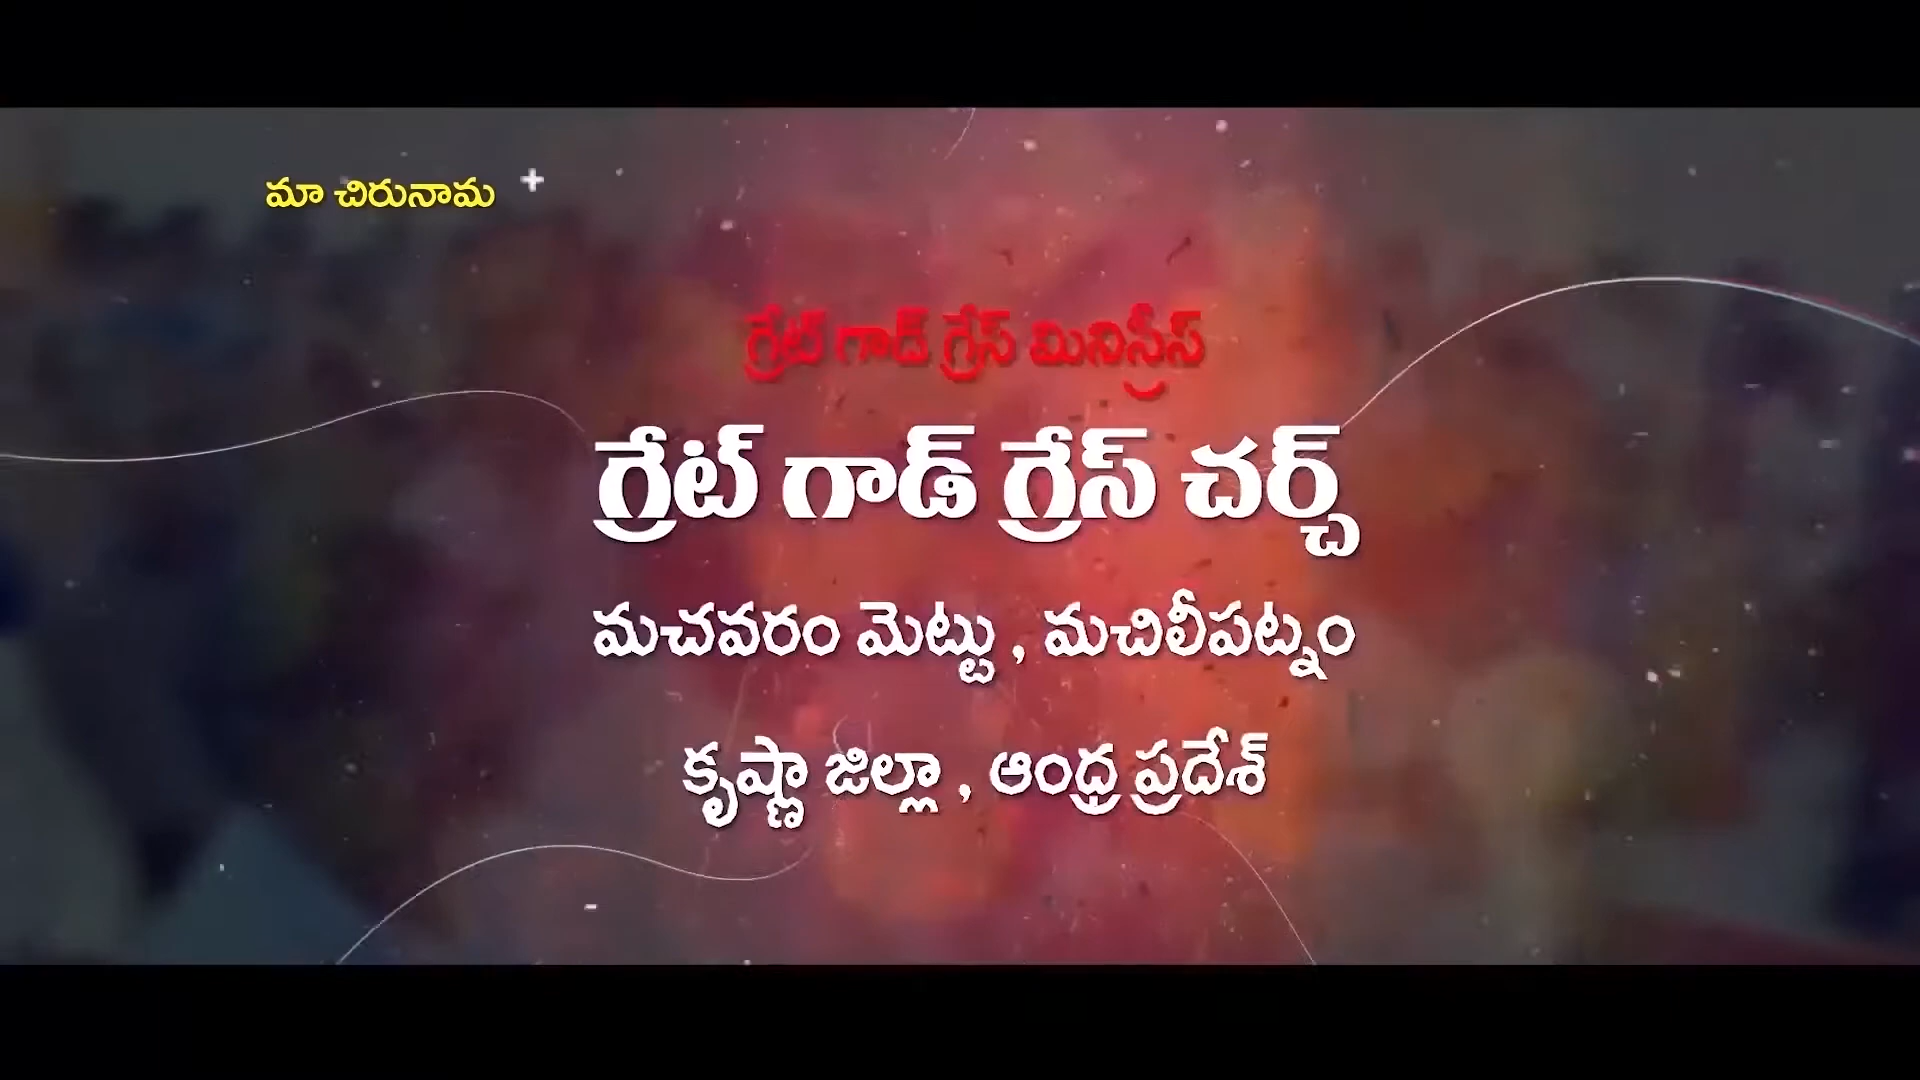 మా చిరునామ
గ్రేట్ గాడ్ గ్రేస్ మినిస్ట్రీస్
గ్రేట్ గాడ్ గ్రేస్ చర్చ్
మచవరం మెట్టు , మచిలీపట్నం
కృష్ణా జిల్లా , ఆంధ్ర ప్రదేశ్